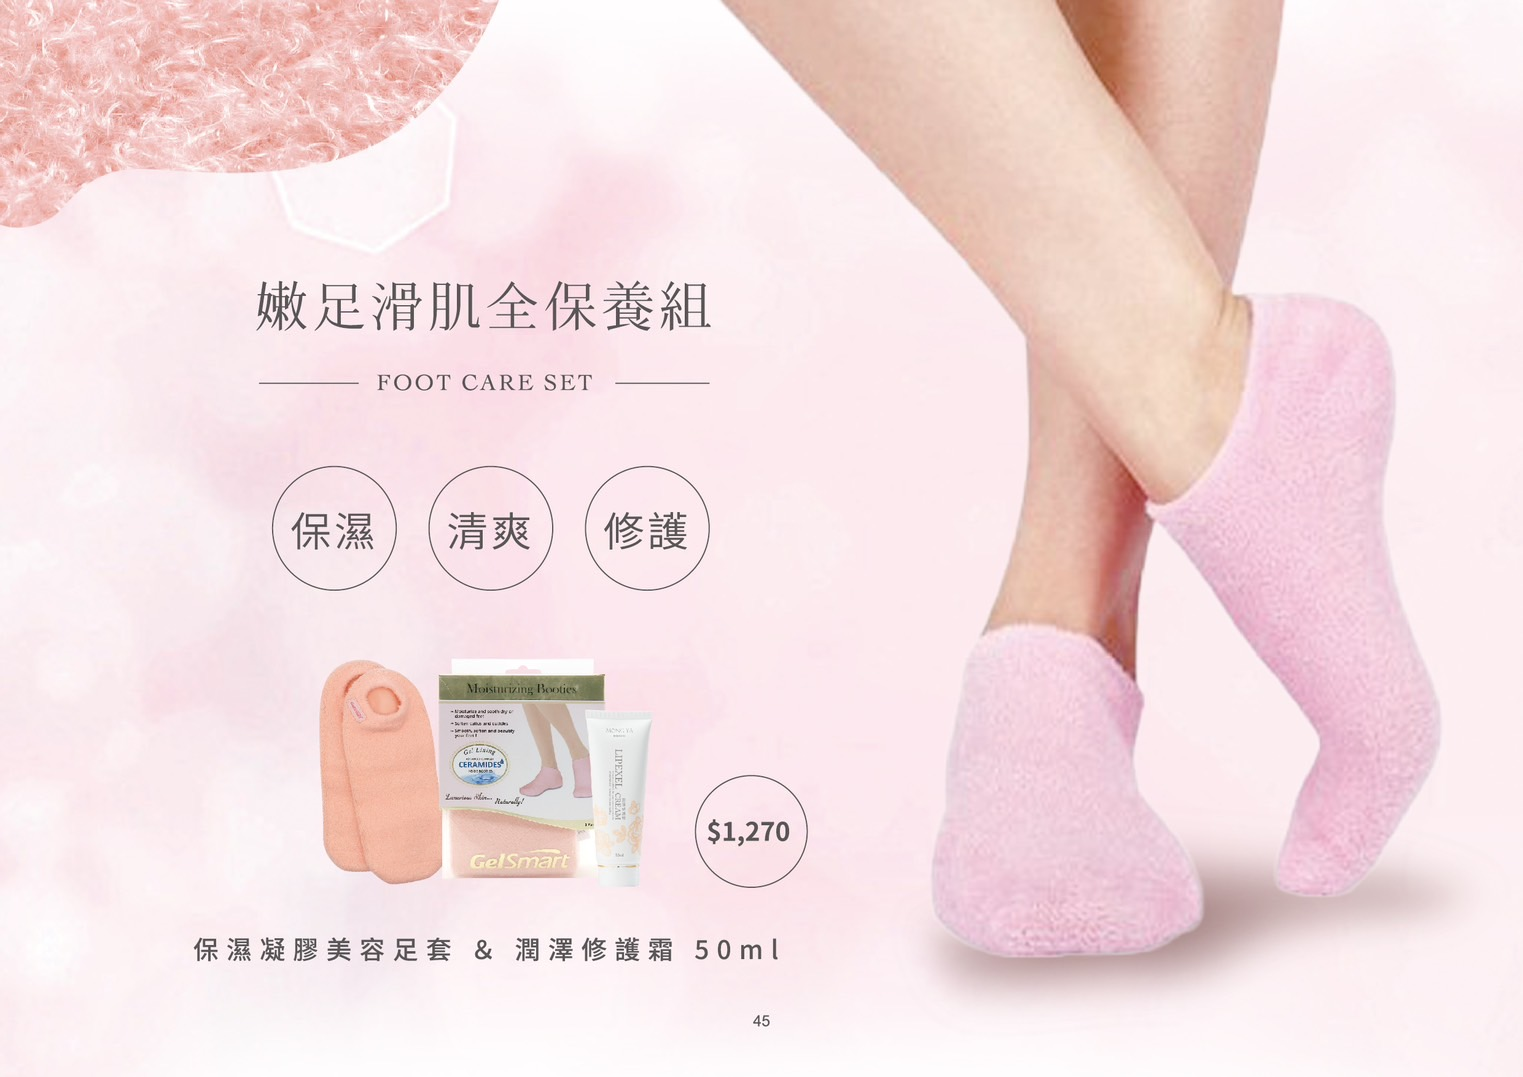 嫩足滑肌全保養組
FOOT CARE SET
保濕
清爽
修護
Moisturizing Booties
Gel Lining
CERAMIDES
Luxurious Skin... Naturally!
GelSmart
LIPEXEL CREAM
$1,270
保濕凝膠美容足套 & 潤澤修護霜 50ml
45